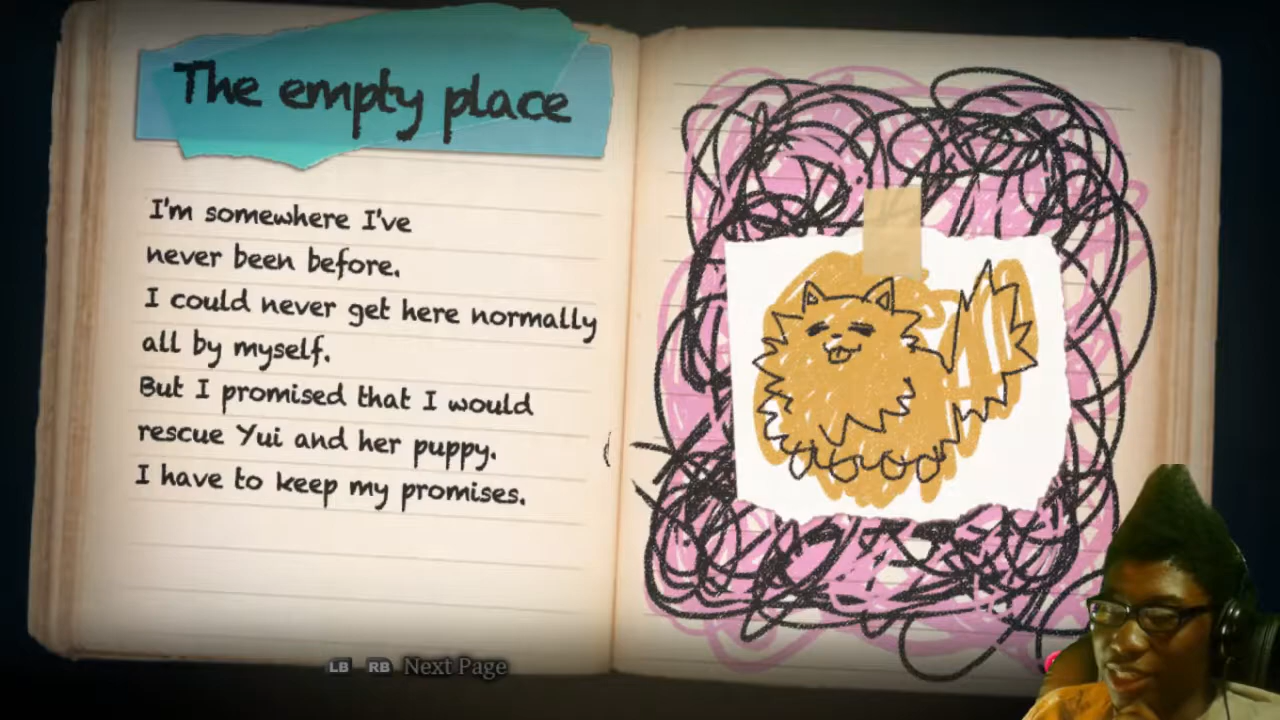 The empty place
I'm somewhere I've
never been before.
I could never get here normally
all by myself.
But I promised that I would
rescue Yui and her puppy.
I have to keep my promises.
LB RB Next Page